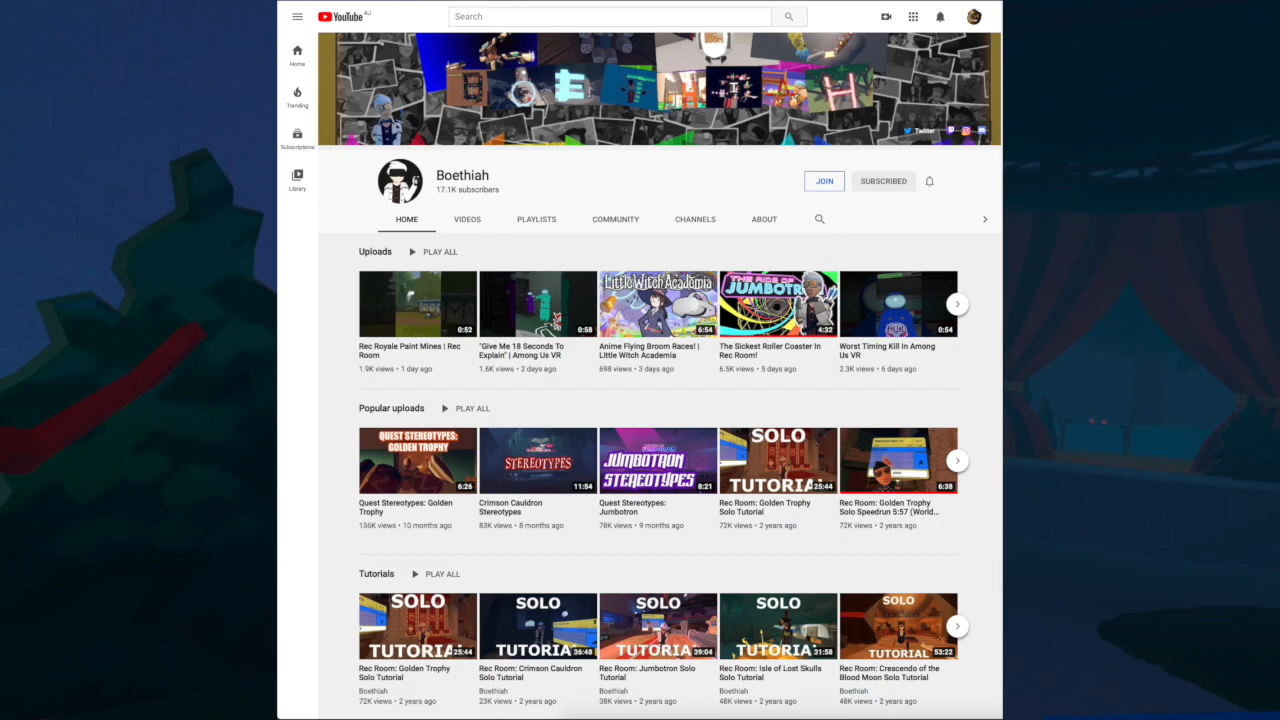 YouTube AU
Search
Home
Trending
Subscriptions
Library
BOETHIAH
Twitter
Boethiah
17.1K subscribers
JOIN
SUBSCRIBED
HOME VIDEOS PLAYLISTS COMMUNITY CHANNELS ABOUT
Uploads PLAY ALL
0:52
0:58
LittleWitchAcademia
6:54
THE RIDE OF
JUMBOTRO
4:32
0:54
Rec Royale Paint Mines | Rec
Room
1.9K views • 1 day ago
"Give Me 18 Seconds To
Explain" | Among Us VR
1.6K views • 2 days ago
Anime Flying Broom Races! |
Little Witch Academia
698 views • 3 days ago
The Sickest Roller Coaster In
Rec Room!
6.5K views • 5 days ago
Worst Timing Kill In Among
Us VR
2.3K views • 6 days ago
Popular uploads PLAY ALL
QUEST STEREOTYPES:
GOLDEN TROPHY
6:26
STEREOTYPES
11:54
JUMBOTRON
STEREOTYPES
8:21
SOLO
TUTORIA
25:44
6:38
Quest Stereotypes: Golden
Trophy
136K views • 10 months ago
Crimson Cauldron
Stereotypes
83K views • 8 months ago
Quest Stereotypes:
Jumbotron
78K views • 9 months ago
Rec Room: Golden Trophy
Solo Tutorial
72K views • 2 years ago
Rec Room: Golden Trophy
Solo Speedrun 5:57 (World...
72K views • 2 years ago
Tutorials PLAY ALL
SOLO
TUTORIA
25:44
SOLO
TUTORIA
36:48
SOLO
TUTORIA
39:04
SOLO
TUTORIA
31:58
SOLO
TUTORIAL
53:22
Rec Room: Golden Trophy
Solo Tutorial
Boethiah
72K views • 2 years ago
Rec Room: Crimson Cauldron
Solo Tutorial
Boethiah
23K views • 2 years ago
Rec Room: Jumbotron Solo
Tutorial
Boethiah
38K views • 2 years ago
Rec Room: Isle of Lost Skulls
Solo Tutorial
Boethiah
48K views • 2 years ago
Rec Room: Crescendo of the
Blood Moon Solo Tutorial
Boethiah
46K views • 2 years ago